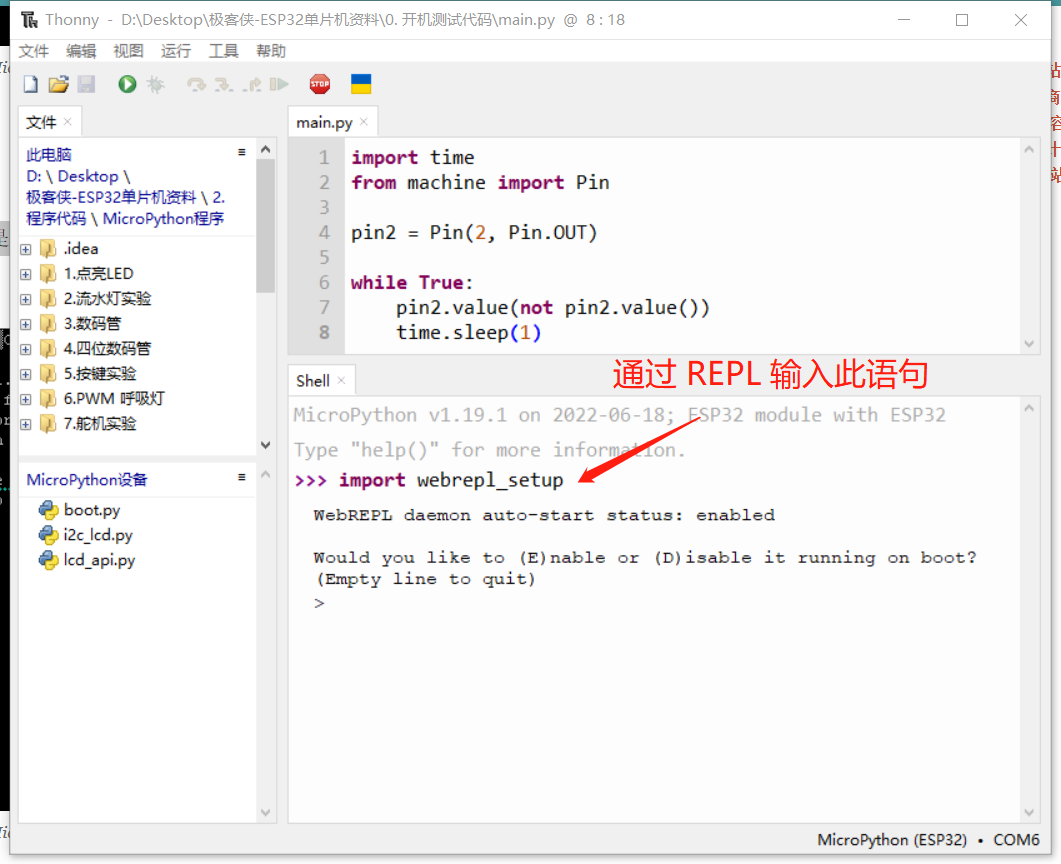 Thonny - D:\Desktop\极客侠-ESP32单片机资料\0. 开机测试代码\main.py @ 8 : 18
文件 编辑 视图 运行 工具 帮助
STOP
文件
此电脑
D: \ Desktop \
极客侠-ESP32单片机资料 \ 2.
程序代码 \ MicroPython程序
.idea
1.点亮LED
2.流水灯实验
3.数码管
4.四位数码管
5.按键实验
6.PWM 呼吸灯
7.舵机实验
MicroPython设备
boot.py
i2c_lcd.py
lcd_api.py
main.py
1 import time
2 from machine import Pin
3
4 pin2 = Pin(2, Pin.OUT)
5
6 while True:
7 pin2.value(not pin2.value())
8 time.sleep(1)
通过 REPL 输入此语句
Shell
MicroPython v1.19.1 on 2022-06-18; ESP32 module with ESP32
Type "help()" for more information.
>>> import webrepl_setup
WebREPL daemon auto-start status: enabled
Would you like to (E)nable or (D)isable it running on boot?
(Empty line to quit)
>
MicroPython (ESP32) • COM6